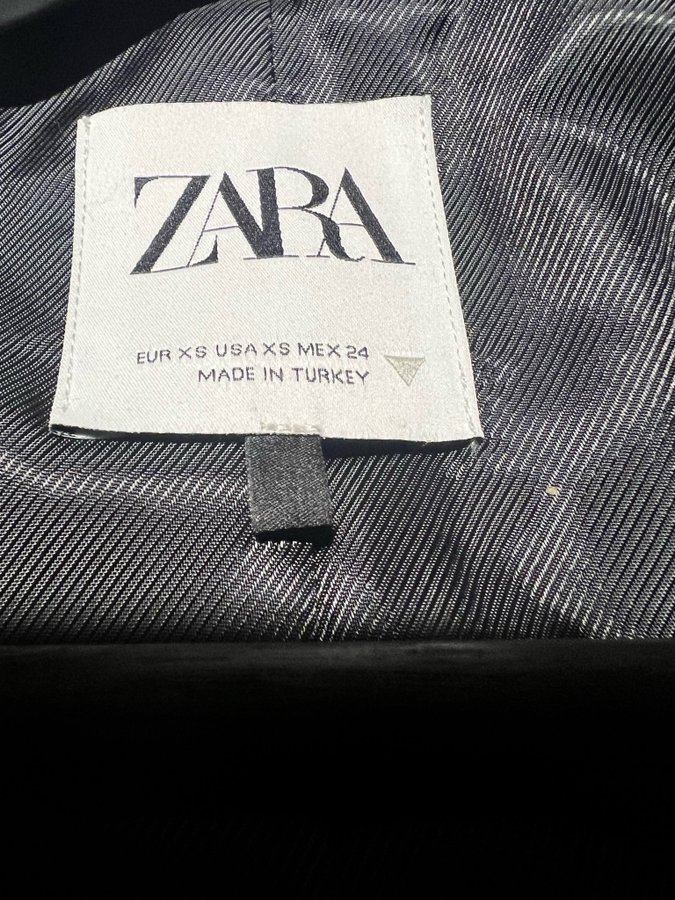 ZARA
EUR XS USA XS MEX 24
MADE IN TURKEY